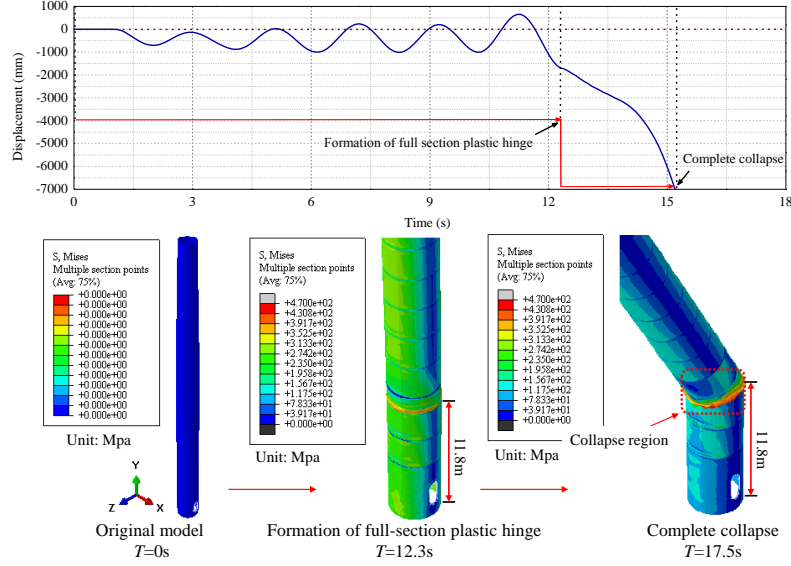 1000
0
-1000
-2000
-3000
-4000
-5000
-6000
-7000
Displacement (mm)
Formation of full section plastic hinge
Complete collapse
0
3
6
9
12
15
18
Time (s)
S, Mises
Multiple section points
(Avg: 75%)
+0.000e+00
+0.000e+00
+0.000e+00
+0.000e+00
+0.000e+00
+0.000e+00
+0.000e+00
+0.000e+00
+0.000e+00
+0.000e+00
Unit: Mpa
Y
Z
X
S, Mises
Multiple section points
(Avg: 75%)
+4.700e+02
+4.308e+02
+3.917e+02
+3.525e+02
+3.133e+02
+2.742e+02
+2.350e+02
+1.958e+02
+1.567e+02
+1.175e+02
+7.833e+01
+3.917e+01
+0.000e+00
Unit: Mpa
11.8m
S, Mises
Multiple section points
(Avg: 75%)
+4.700e+02
+4.308e+02
+3.917e+02
+3.525e+02
+3.133e+02
+2.742e+02
+2.350e+02
+1.958e+02
+1.567e+02
+1.175e+02
+7.833e+01
+3.917e+01
+0.000e+00
Unit: Mpa
Collapse region
11.8m
Original model
T=0s
Formation of full-section plastic hinge
T=12.3s
Complete collapse
T=17.5s